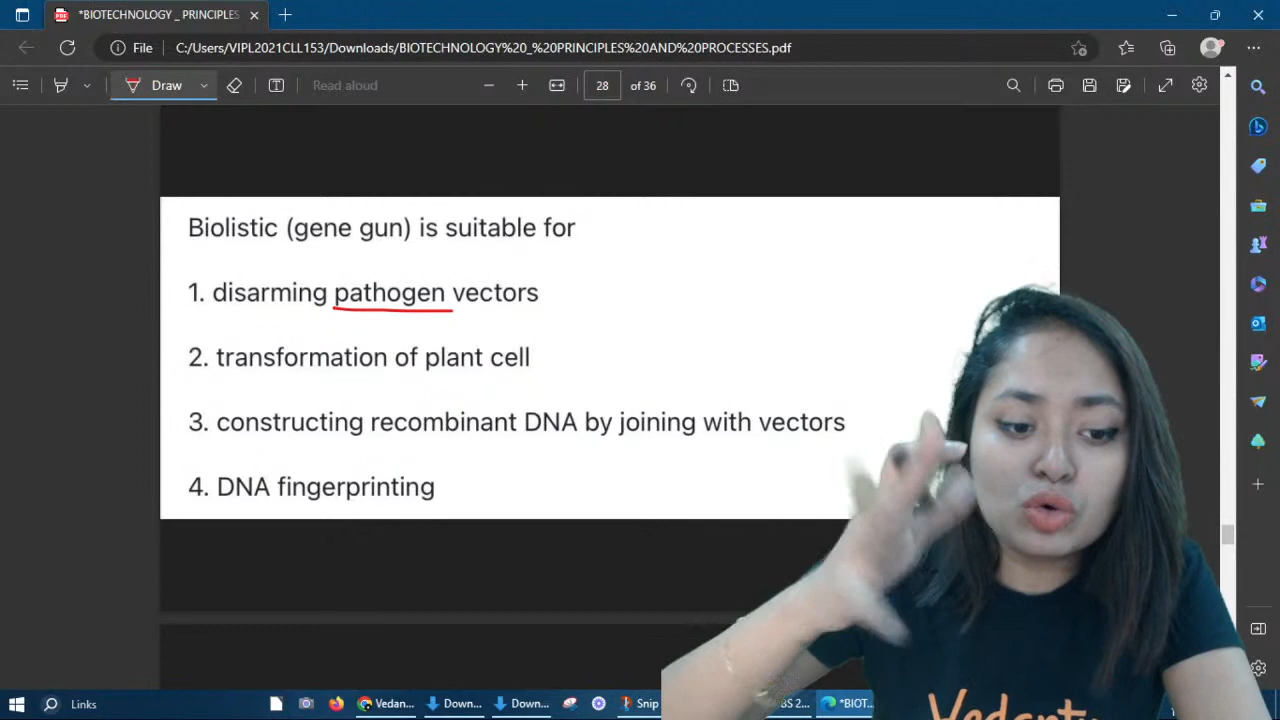 *BIOTECHNOLOGY _ PRINCIPLES
File
C:/Users/VIPL2021CLL153/Downloads/BIOTECHNOLOGY%20_%20PRINCIPLES%20AND%20PROCESSES.pdf
Draw
Read aloud
28 of 36
Biolistic (gene gun) is suitable for
1. disarming pathogen vectors
2. transformation of plant cell
3. constructing recombinant DNA by joining with vectors
4. DNA fingerprinting
Links
Vedan...
Down...
Down...
Snip
BS 2...
*BIOT...